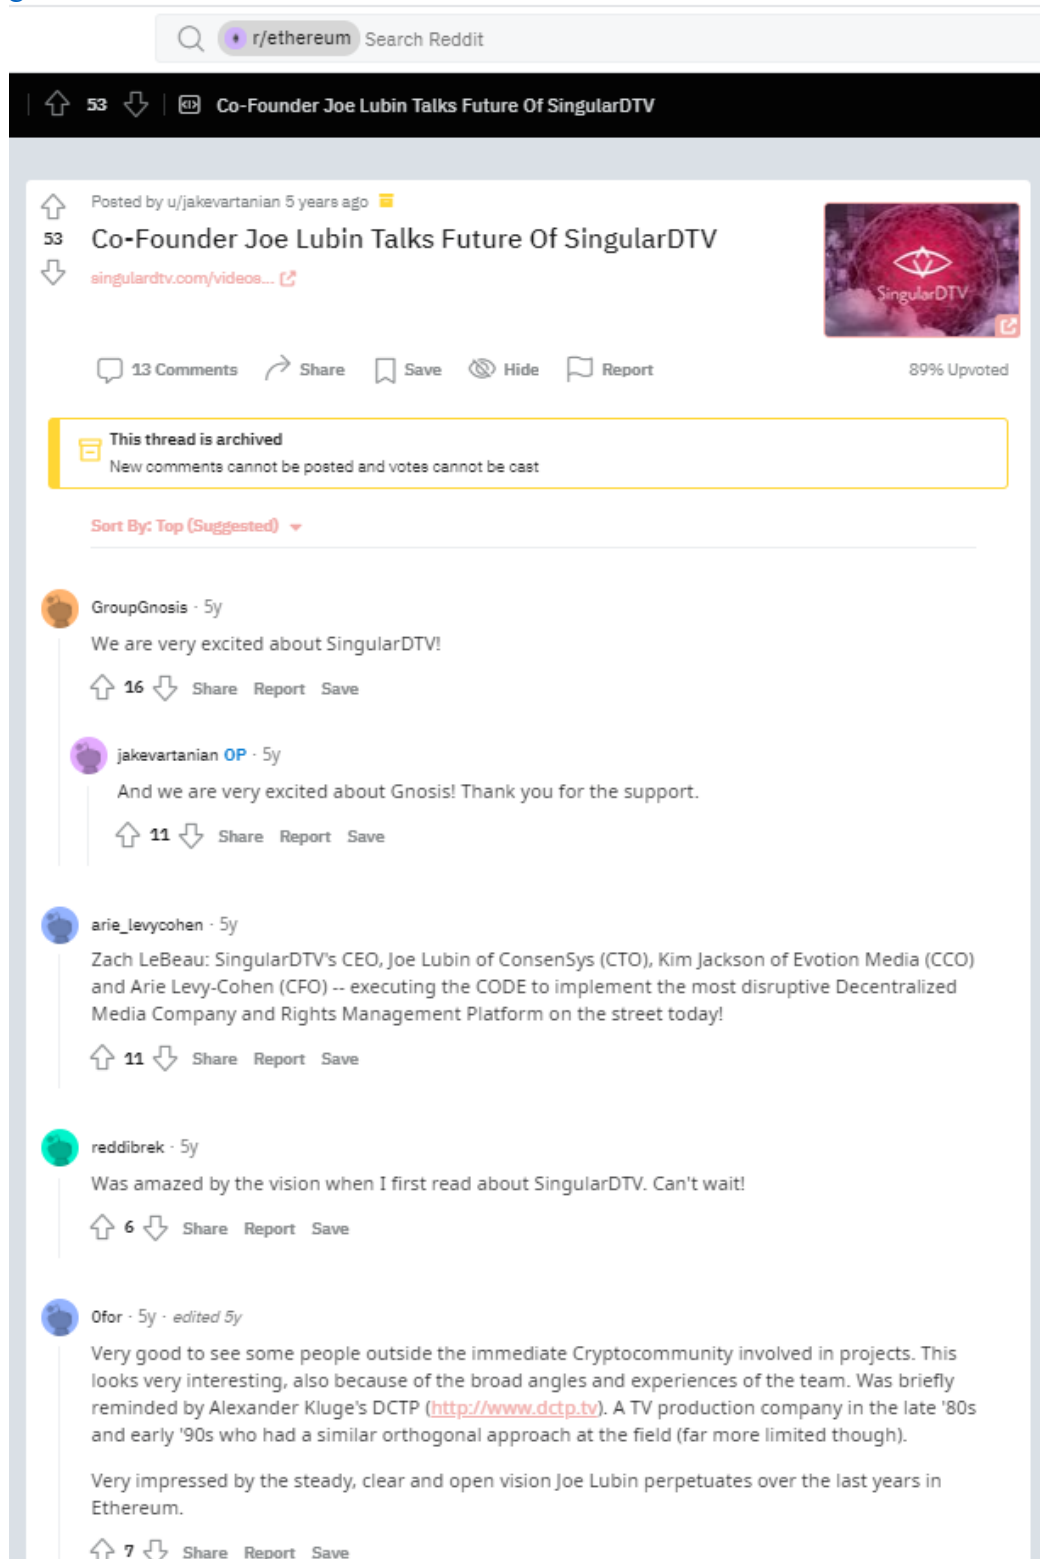 r/ethereum Search Reddit
53 Co-Founder Joe Lubin Talks Future Of SingularDTV
Posted by u/jakevartanian 5 years ago
53
Co-Founder Joe Lubin Talks Future Of SingularDTV
singulardtv.com/videos...
SingularDTV
13 Comments Share Save Hide Report 89% Upvoted
This thread is archived
New comments cannot be posted and votes cannot be cast
Sort By: Top (Suggested)
GroupGnosis · 5y
We are very excited about SingularDTV!
16 Share Report Save
jakevartanian OP · 5y
And we are very excited about Gnosis! Thank you for the support.
11 Share Report Save
arie_levycohen · 5y
Zach LeBeau: SingularDTV's CEO, Joe Lubin of ConsenSys (CTO), Kim Jackson of Evotion Media (CCO)
and Arie Levy-Cohen (CFO) -- executing the CODE to implement the most disruptive Decentralized
Media Company and Rights Management Platform on the street today!
11 Share Report Save
reddibrek · 5y
Was amazed by the vision when I first read about SingularDTV. Can't wait!
6 Share Report Save
0for · 5y · edited 5y
Very good to see some people outside the immediate Cryptocommunity involved in projects. This
looks very interesting, also because of the broad angles and experiences of the team. Was briefly
reminded by Alexander Kluge's DCTP (http://www.dctp.tv). A TV production company in the late '80s
and early '90s who had a similar orthogonal approach at the field (far more limited though).
Very impressed by the steady, clear and open vision Joe Lubin perpetuates over the last years in
Ethereum.
7 Share Report Save